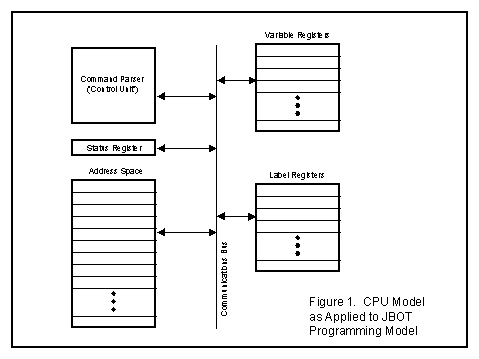 Variable Registers
Command Parser
('Control Unit')
Status Register
Address Space
Label Registers
Communications Bus
Figure 1. CPU Model
as Applied to JBOT
Programming Model